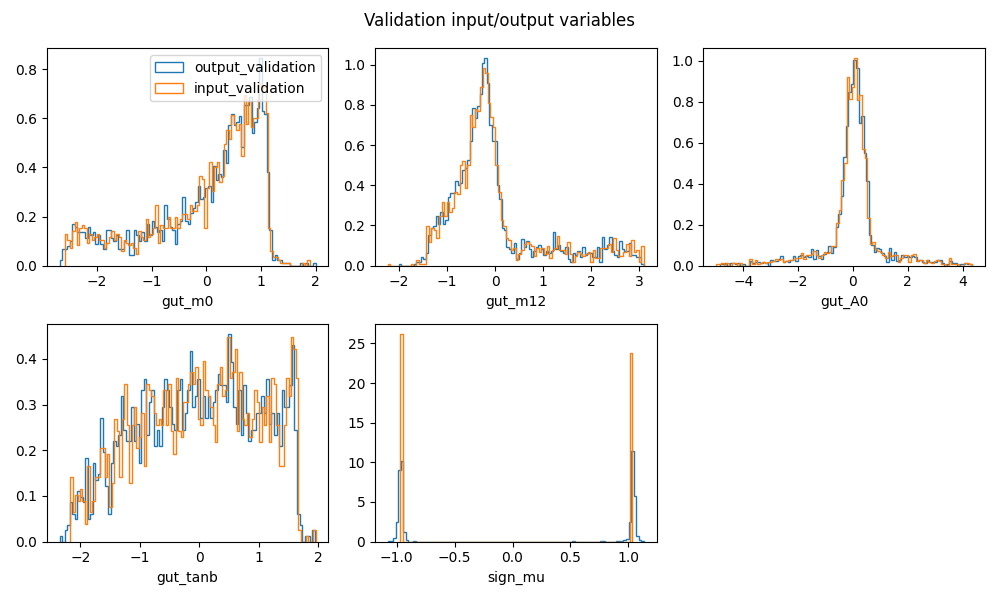 Validation input/output variables
output_validation
input_validation
0.8
0.6
0.4
0.2
0.0
−2 −1 0 1 2
gut_m0
1.0
0.8
0.6
0.4
0.2
0.0
−2 −1 0 1 2 3
gut_m12
1.0
0.8
0.6
0.4
0.2
0.0
−4 −2 0 2 4
gut_A0
0.4
0.3
0.2
0.1
0.0
−2 −1 0 1 2
gut_tanb
25
20
15
10
5
0
−1.0 −0.5 0.0 0.5 1.0
sign_mu